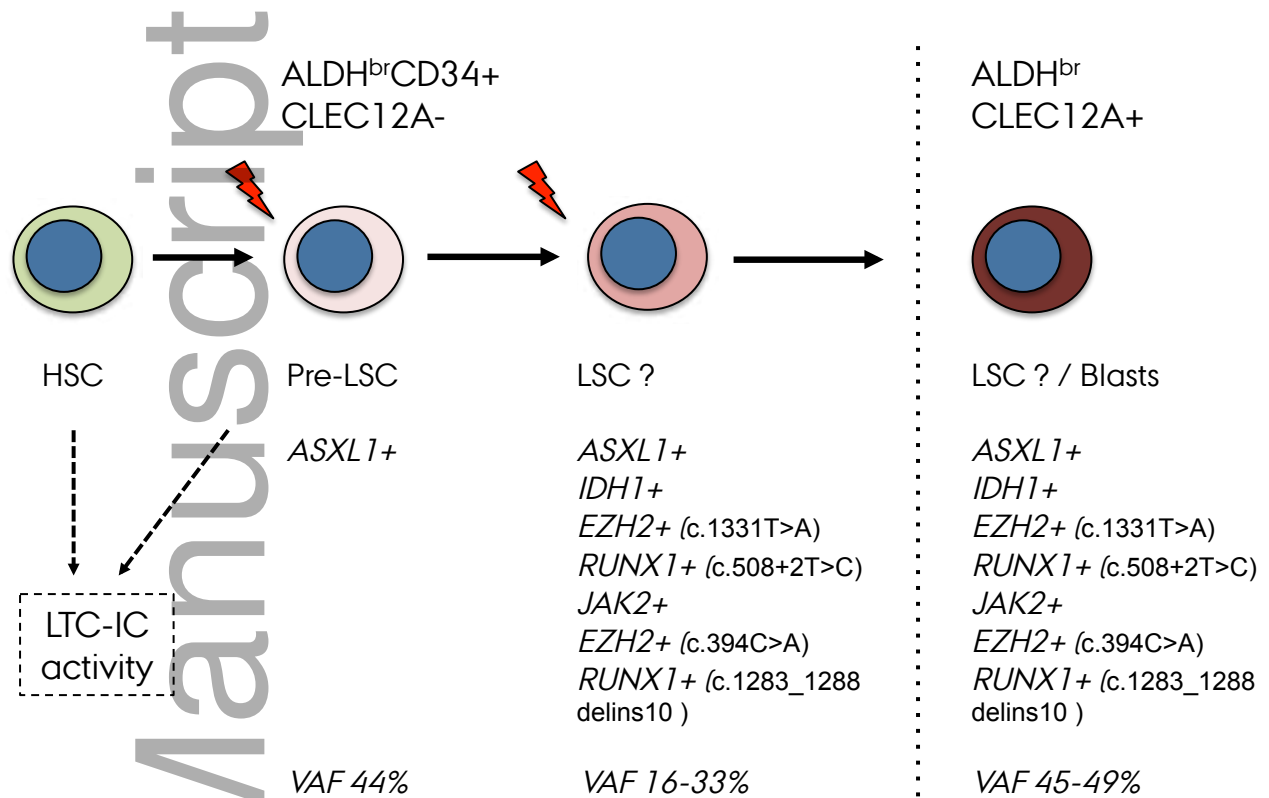 Manuscript
ALDHbrCD34+
CLEC12A-
ALDHbr
CLEC12A+
HSC
Pre-LSC
LSC ?
LSC ? / Blasts
ASXL1+
ASXL1+
IDH1+
EZH2+ (c.1331T>A)
RUNX1+ (c.508+2T>C)
JAK2+
EZH2+ (c.394C>A)
RUNX1+ (c.1283_1288
delins10 )
ASXL1+
IDH1+
EZH2+ (c.1331T>A)
RUNX1+ (c.508+2T>C)
JAK2+
EZH2+ (c.394C>A)
RUNX1+ (c.1283_1288
delins10 )
LTC-IC
activity
VAF 44%
VAF 16-33%
VAF 45-49%